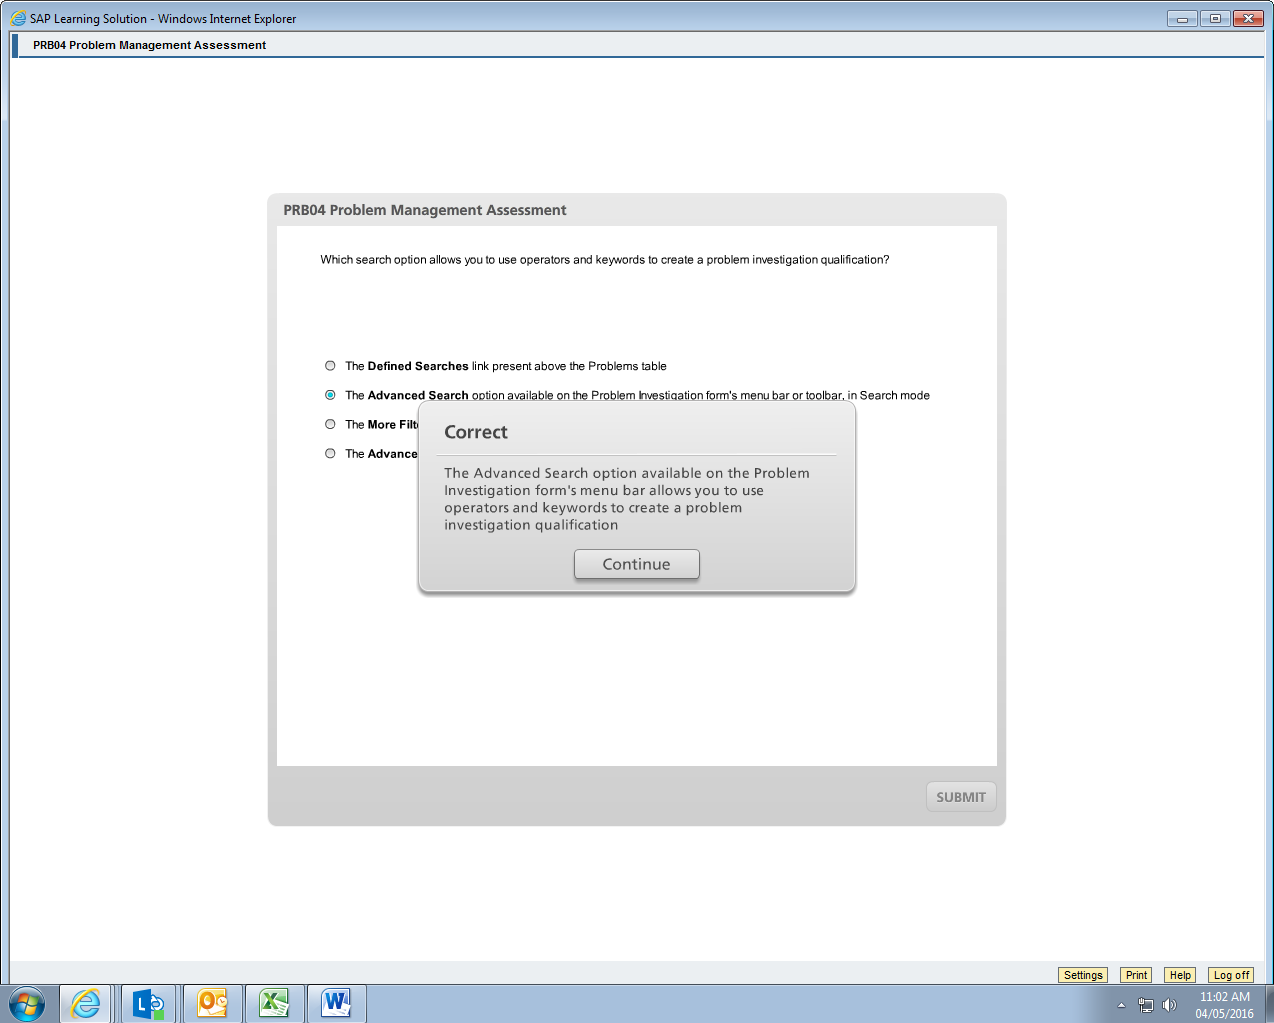 SAP Learning Solution - Windows Internet Explorer
PRB04 Problem Management Assessment
PRB04 Problem Management Assessment
Which search option allows you to use operators and keywords to create a problem investigation qualification?
The Defined Searches link present above the Problems table
The Advanced Search option available on the Problem Investigation form's menu bar or toolbar, in Search mode
The More Filt
The Advance
Correct
The Advanced Search option available on the Problem
Investigation form's menu bar allows you to use
operators and keywords to create a problem
investigation qualification
Continue
SUBMIT
Settings Print Help Log off
11:02 AM
04/05/2016